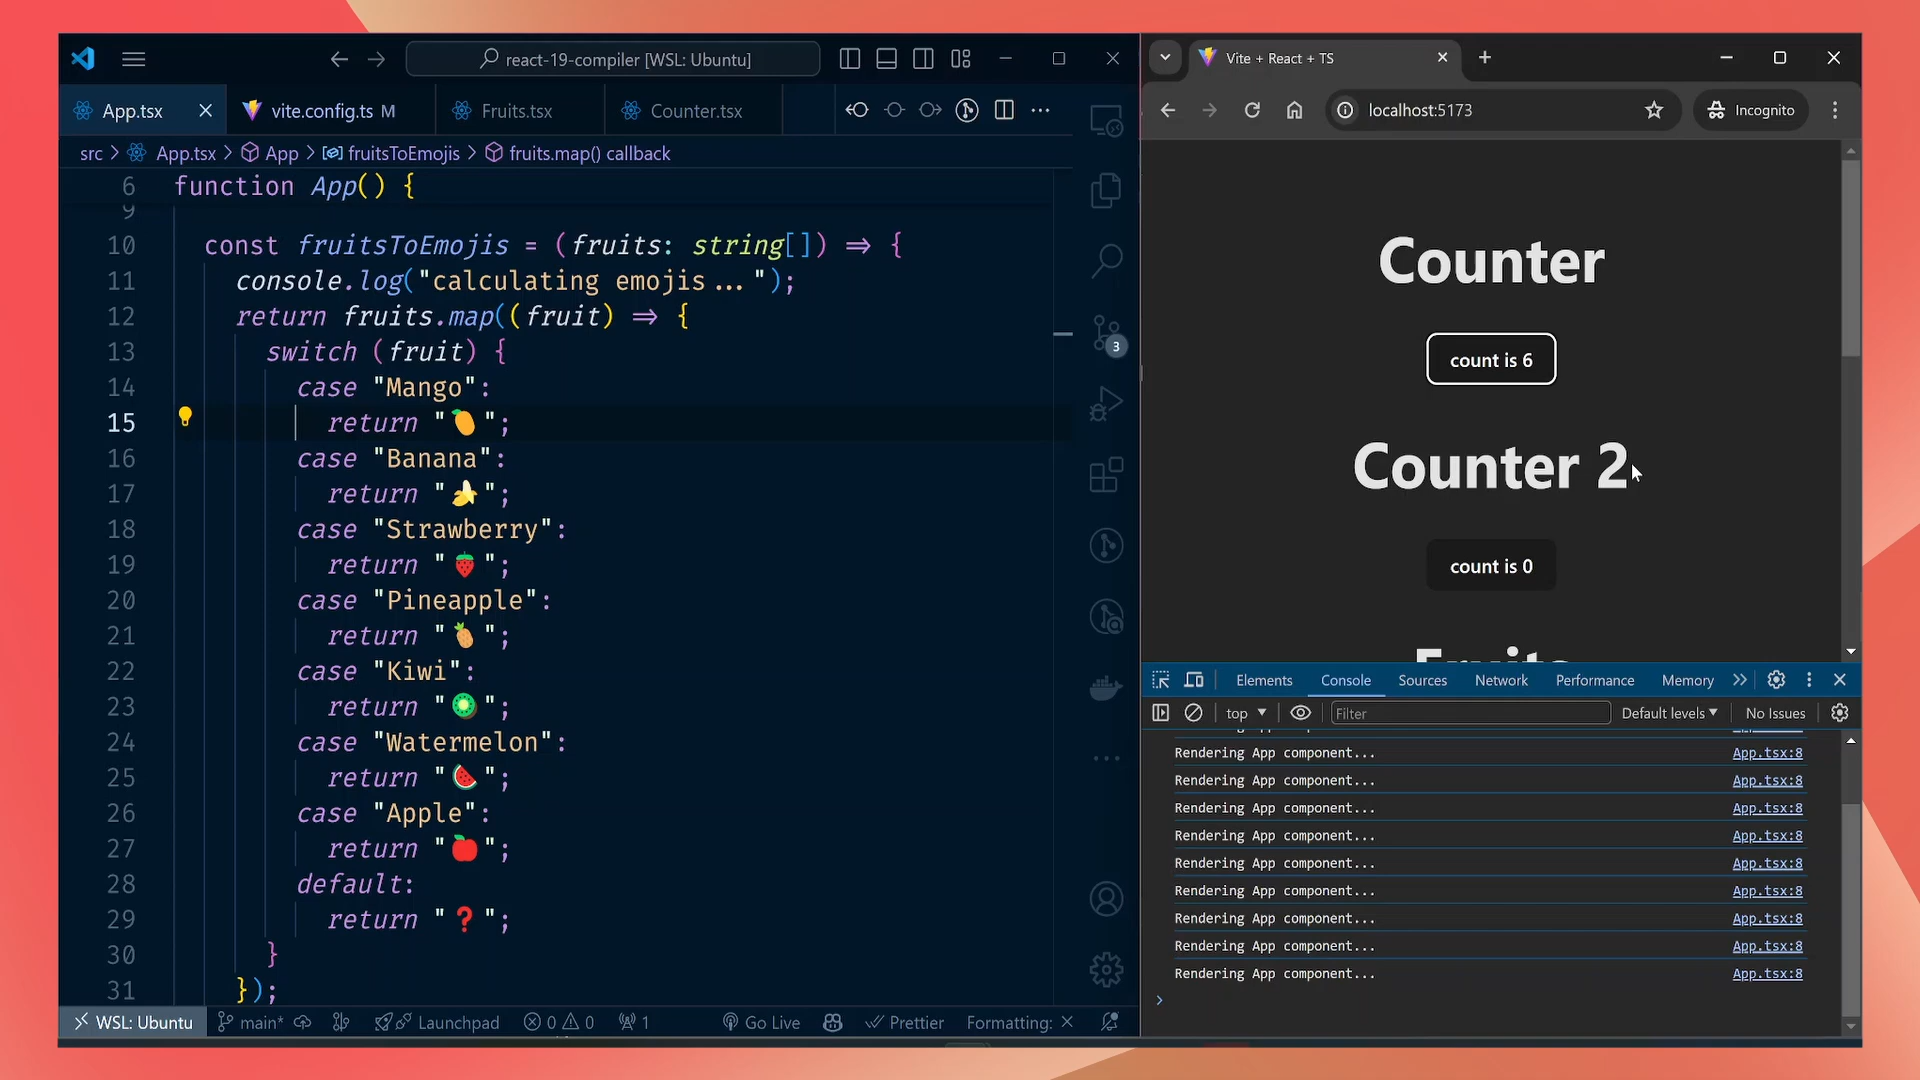 react-19-compiler [WSL: Ubuntu]
App.tsx
vite.config.ts M
Fruits.tsx
Counter.tsx
src > App.tsx > App > fruitsToEmojis > fruits.map() callback
6 function App() {
9
10 const fruitsToEmojis = (fruits: string[]) => {
11 console.log("calculating emojis...");
12 return fruits.map((fruit) => {
13 switch (fruit) {
14 case "Mango":
15 return "🥭";
16 case "Banana":
17 return "🍌";
18 case "Strawberry":
19 return "🍓";
20 case "Pineapple":
21 return "🍍";
22 case "Kiwi":
23 return "🥝";
24 case "Watermelon":
25 return "🍉";
26 case "Apple":
27 return "🍎";
28 default:
29 return "❓";
30 }
31 });
3
WSL: Ubuntu
main*
Launchpad
0
0
1
Go Live
Prettier
Formatting: ×
Vite + React + TS
localhost:5173
Incognito
Counter
count is 6
Counter 2
count is 0
Fruits
Elements
Console
Sources
Network
Performance
Memory
top
Filter
Default levels
No Issues
Rendering App component... App.tsx:8
Rendering App component... App.tsx:8
Rendering App component... App.tsx:8
Rendering App component... App.tsx:8
Rendering App component... App.tsx:8
Rendering App component... App.tsx:8
Rendering App component... App.tsx:8
Rendering App component... App.tsx:8
Rendering App component... App.tsx:8